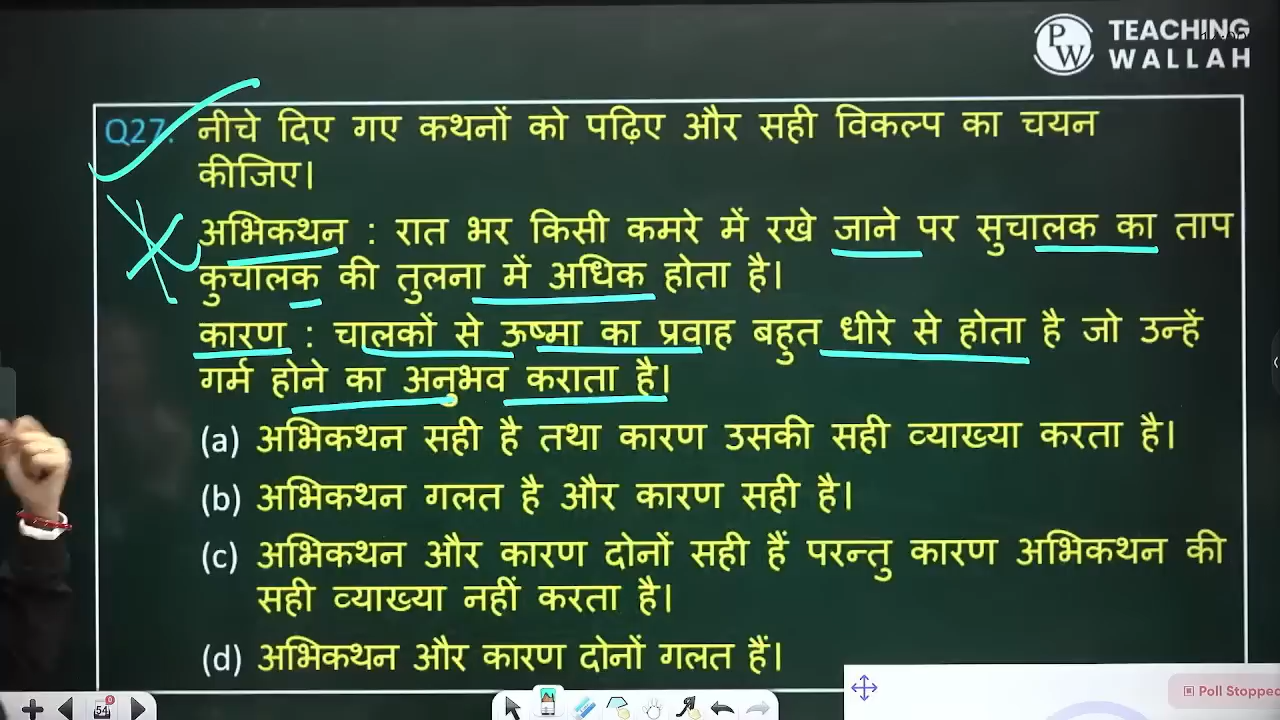 TEACHING
PW WALLAH
Q27. नीचे दिए गए कथनों को पढ़िए और सही विकल्प का चयन
कीजिए।
अभिकथन : रात भर किसी कमरे में रखे जाने पर सुचालक का ताप
कुचालक की तुलना में अधिक होता है।
कारण : चालकों से ऊष्मा का प्रवाह बहुत धीरे से होता है जो उन्हें
गर्म होने का अनुभव कराता है।
(a) अभिकथन सही है तथा कारण उसकी सही व्याख्या करता है।
(b) अभिकथन गलत है और कारण सही है।
(c) अभिकथन और कारण दोनों सही हैं परन्तु कारण अभिकथन की
सही व्याख्या नहीं करता है।
(d) अभिकथन और कारण दोनों गलत हैं।
Poll Stopped
54